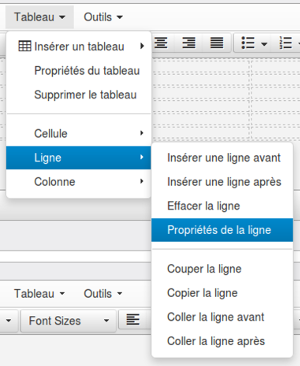 Tableau Outils
Insérer un tableau
Propriétés du tableau
Supprimer le tableau
Cellule
Ligne
Colonne
Insérer une ligne avant
Insérer une ligne après
Effacer la ligne
Propriétés de la ligne
Couper la ligne
Copier la ligne
Coller la ligne avant
Coller la ligne après
Tableau Outils
Font Sizes